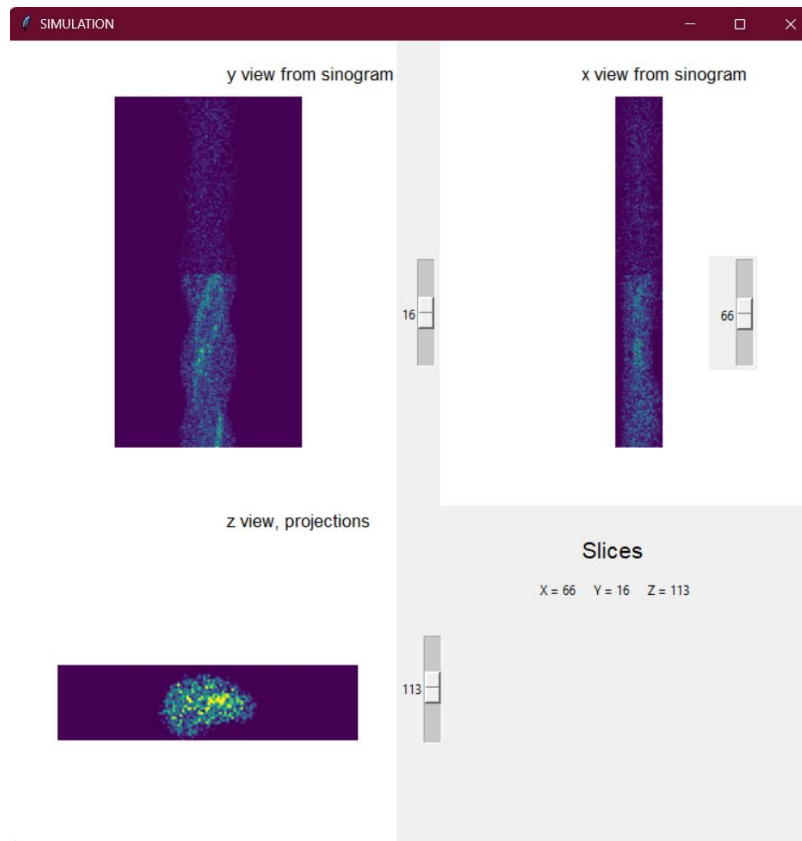 SIMULATION
y view from sinogram
x view from sinogram
16
66
z view, projections
Slices
X = 66 Y = 16 Z = 113
113